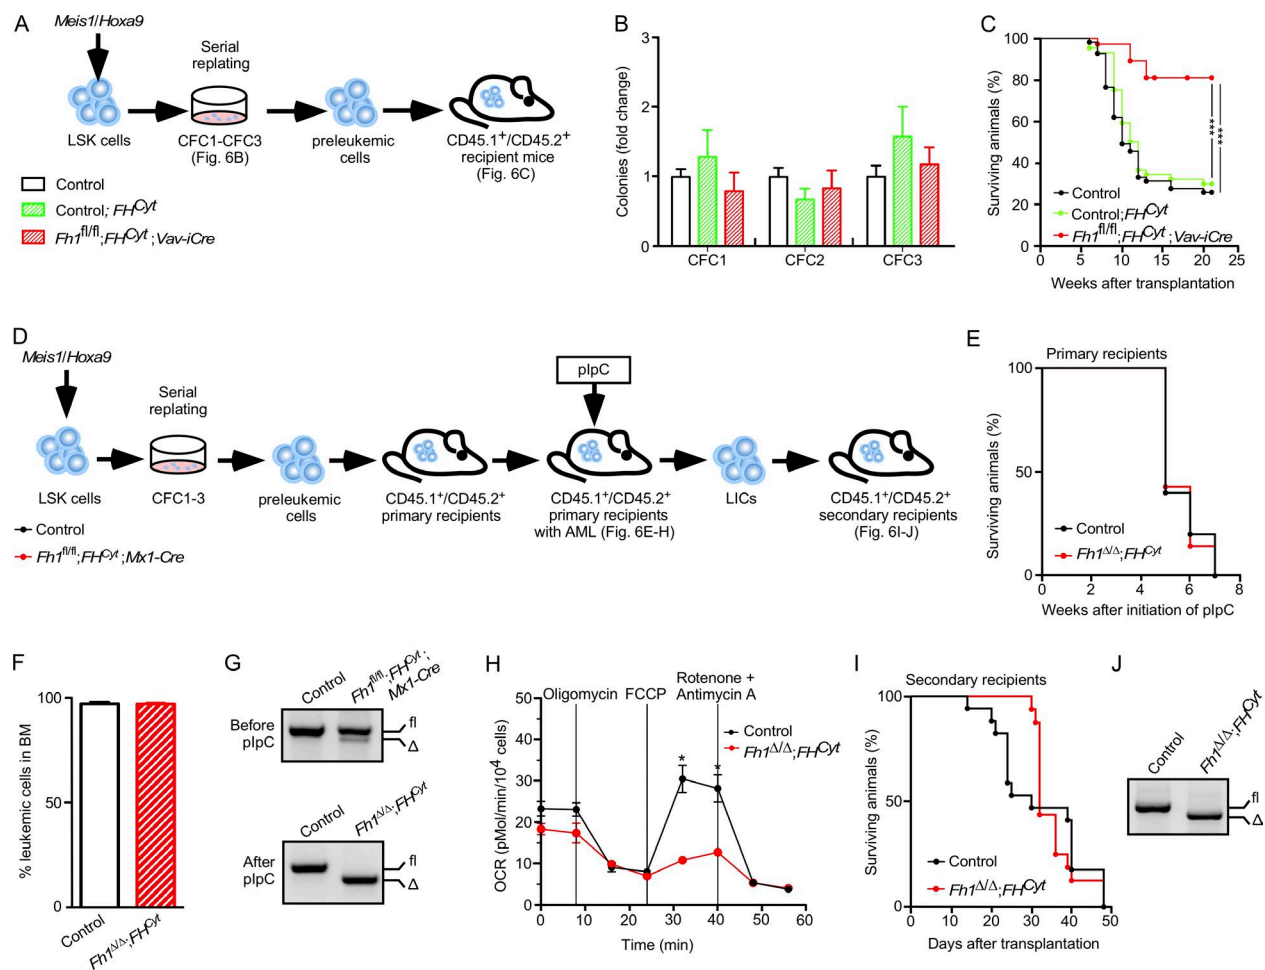 A
Meis1/Hoxa9
Serial
replating
LSK cells
CFC1-CFC3
(Fig. 6B)
preleukemic
cells
CD45.1+/CD45.2+
recipient mice
(Fig. 6C)
Control
Control; FHCyt
Fh1fl/fl;FHCyt;Vav-iCre
B
Colonies (fold change)
3
2
1
0
CFC1 CFC2 CFC3
C
Surviving animals (%)
100
80
60
40
20
0
0 5 10 15 20 25
Weeks after transplantation
Control
Control;FHCyt
Fh1fl/fl;FHCyt;Vav-iCre
***
***
D
Meis1/Hoxa9
Serial
replating
pIpC
LSK cells
CFC1-3
preleukemic
cells
CD45.1+/CD45.2+
primary recipients
CD45.1+/CD45.2+
primary recipients
with AML (Fig. 6E-H)
LICs
CD45.1+/CD45.2+
secondary recipients
(Fig. 6I-J)
Control
Fh1fl/fl;FHCyt;Mx1-Cre
E
Primary recipients
Surviving animals (%)
100
50
0
0 2 4 6 8
Weeks after initiation of pIpC
Control
Fh1Δ/Δ;FHCyt
F
% leukemic cells in BM
100
50
0
Control
Fh1Δ/Δ;FHCyt
G
Control
Fh1fl/fl;FHCyt;
Mx1-Cre
Before
pIpC
fl
Δ
Control
Fh1Δ/Δ;FHCyt
After
pIpC
fl
Δ
H
Oligomycin FCCP
Rotenone +
Antimycin A
OCR (pMol/min/10⁴ cells)
50
40
30
20
10
0
0 10 20 30 40 50 60
Time (min)
Control
Fh1Δ/Δ;FHCyt
* *
I
Secondary recipients
Surviving animals (%)
100
50
0
0 10 20 30 40 50
Days after transplantation
Control
Fh1Δ/Δ;FHCyt
J
Control
Fh1Δ/Δ;FHCyt
fl
Δ